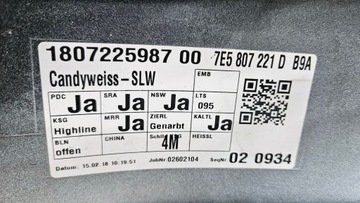 1807225987 00 7E5 807 221 D B9A
Candyweiss-SLW
EMB
PDC Ja SRA Ja NSW Ja LTS 095
KSG Highline MRR Ja ZIERL Genarbt KALTL Ja
BLN offen CHINA 4M HEISSL
Datum: 15.02.18 10.19.51 JobNr: 02602104 Seq-Nr: 02 0934